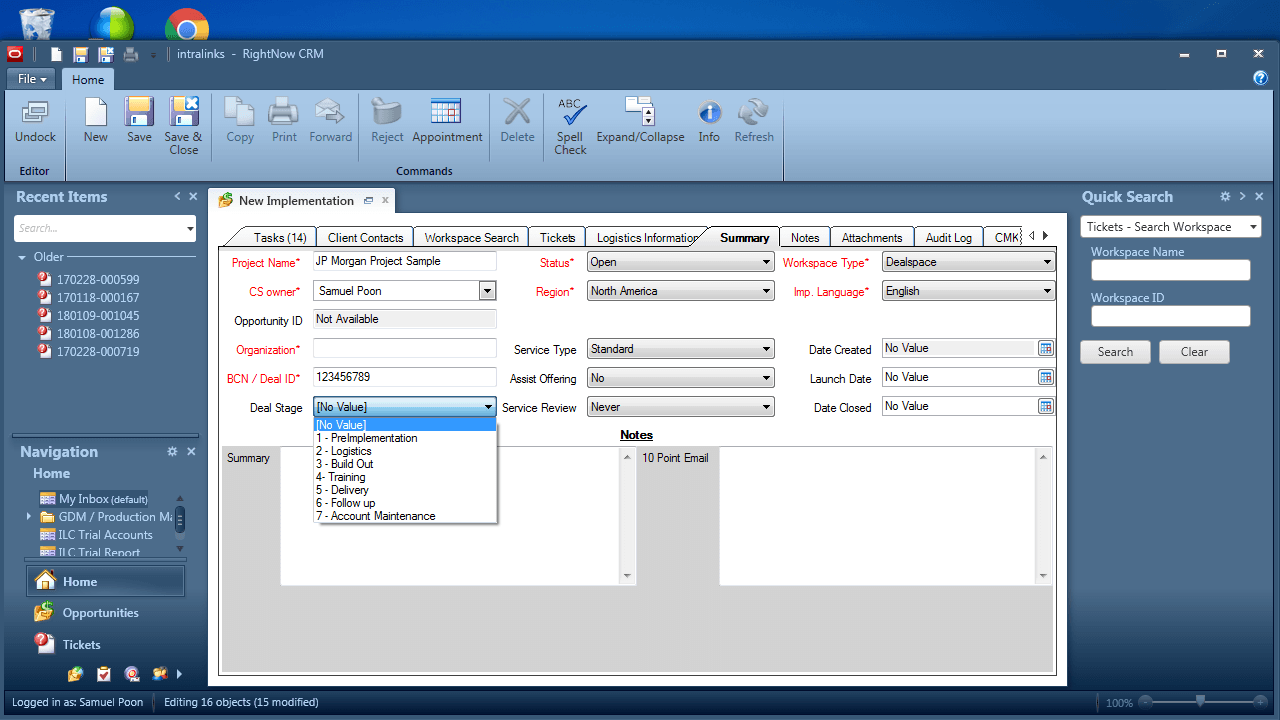 intralinks - RightNow CRM
File
Home
Undock
New
Save
Save & Close
Copy
Print
Forward
Reject
Appointment
Delete
ABC
Spell Check
Expand/Collapse
Info
Refresh
Editor
Commands
Recent Items
Search...
Older
170228-000599
170118-000167
180109-001045
180108-001286
170228-000719
Navigation
Home
My Inbox (default)
GDM / Production Ma
ILC Trial Accounts
ILC Trial Report
Home
Opportunities
Tickets
New Implementation
Tasks (14)
Client Contacts
Workspace Search
Tickets
Logistics Information
Summary
Notes
Attachments
Audit Log
CMK
Project Name* JP Morgan Project Sample
Status* Open
Workspace Type* Dealspace
CS owner* Samuel Poon
Region* North America
Imp. Language* English
Opportunity ID Not Available
Organization*
Service Type Standard
Date Created No Value
BCN / Deal ID* 123456789
Assist Offering No
Launch Date No Value
Deal Stage [No Value]
Service Review Never
Date Closed No Value
[No Value]
1 - PreImplementation
2 - Logistics
3 - Build Out
4- Training
5 - Delivery
6 - Follow up
7 - Account Maintenance
Notes
Summary
10 Point Email
Quick Search
Tickets - Search Workspace
Workspace Name
Workspace ID
Search
Clear
Logged in as: Samuel Poon
Editing 16 objects (15 modified)
100%